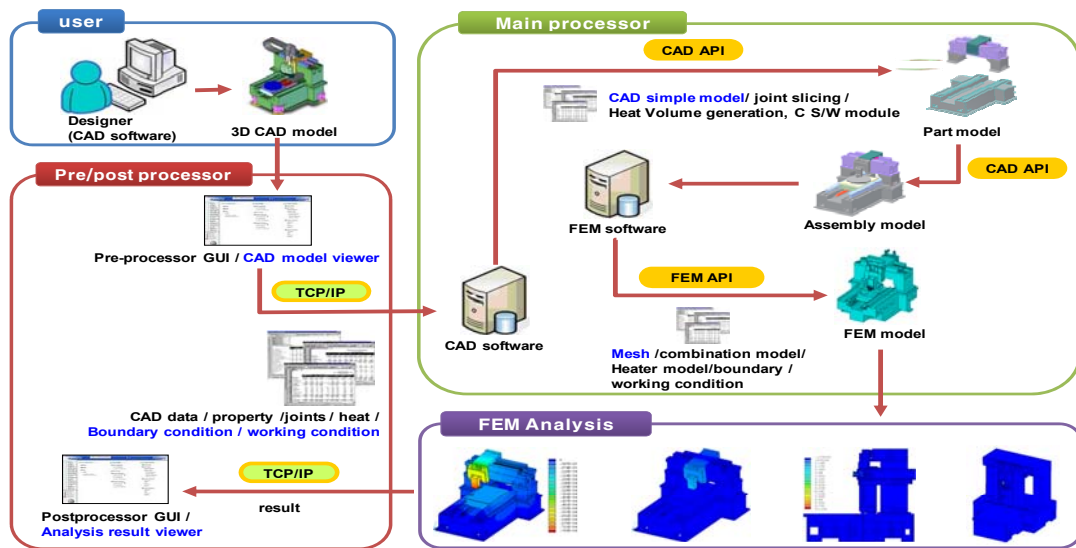 user
Designer
(CAD software)
3D CAD model
Pre/post processor
Pre-processor GUI / CAD model viewer
TCP/IP
CAD data / property /joints / heat /
Boundary condition / working condition
TCP/IP
result
Postprocessor GUI /
Analysis result viewer
Main processor
CAD API
CAD simple model/ joint slicing /
Heat Volume generation, C S/W module
Part model
CAD API
Assembly model
FEM software
FEM API
FEM model
CAD software
Mesh /combination model/
Heater model/boundary /
working condition
FEM Analysis